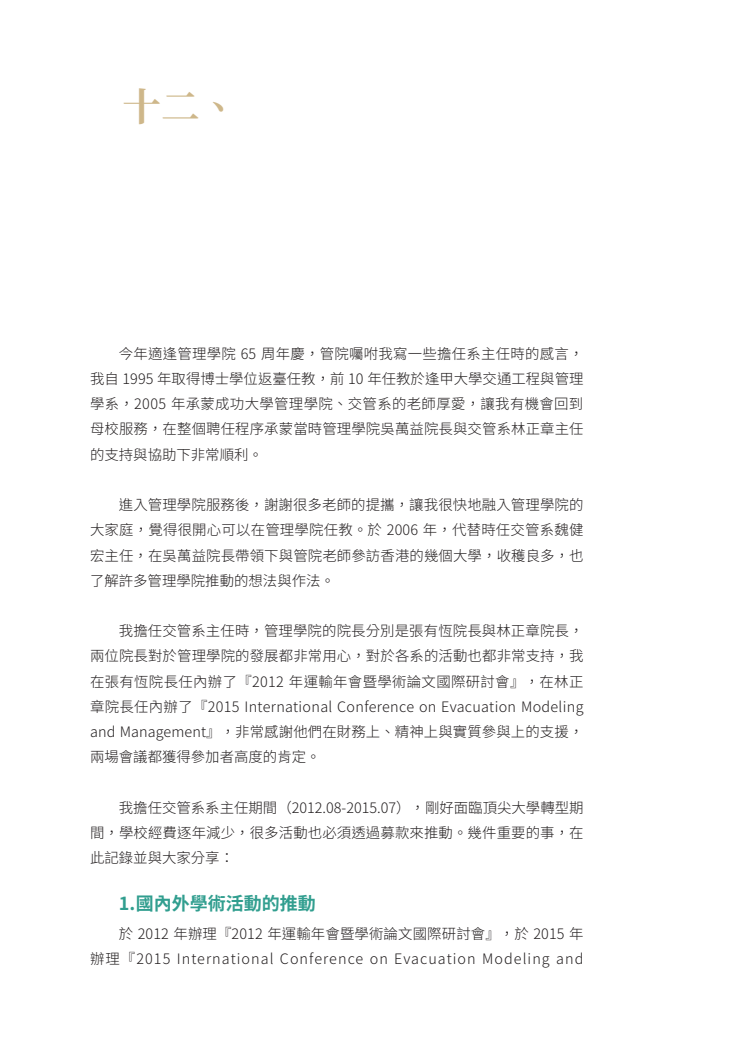 十二、
今年適逢管理學院 65 周年慶，管院囑咐我寫一些擔任系主任時的感言，
我自 1995 年取得博士學位返臺任教，前 10 年任教於逢甲大學交通工程與管理
學系，2005 年承蒙成功大學管理學院、交管系的老師厚愛，讓我有機會回到
母校服務，在整個聘任程序承蒙當時管理學院吳萬益院長與交管系林正章主任
的支持與協助下非常順利。
進入管理學院服務後，謝謝很多老師的提攜，讓我很快地融入管理學院的
大家庭，覺得很開心可以在管理學院任教。於 2006 年，代替時任交管系魏健
宏主任，在吳萬益院長帶領下與管院老師參訪香港的幾個大學，收穫良多，也
了解許多管理學院推動的想法與作法。
我擔任交管系主任時，管理學院的院長分別是張有恆院長與林正章院長，
兩位院長對於管理學院的發展都非常用心，對於各系的活動也都非常支持，我
在張有恆院長任內辦了『2012 年運輸年會暨學術論文國際研討會』，在林正
章院長任內辦了『2015 International Conference on Evacuation Modeling
and Management』，非常感謝他們在財務上、精神上與實質參與上的支援，
兩場會議都獲得參加者高度的肯定。
我擔任交管系系主任期間（2012.08-2015.07），剛好面臨頂尖大學轉型期
間，學校經費逐年減少，很多活動也必須透過募款來推動。幾件重要的事，在
此記錄並與大家分享：
1.國內外學術活動的推動
於 2012 年辦理『2012 年運輸年會暨學術論文國際研討會』，於 2015 年
辦理『2015 International Conference on Evacuation Modeling and